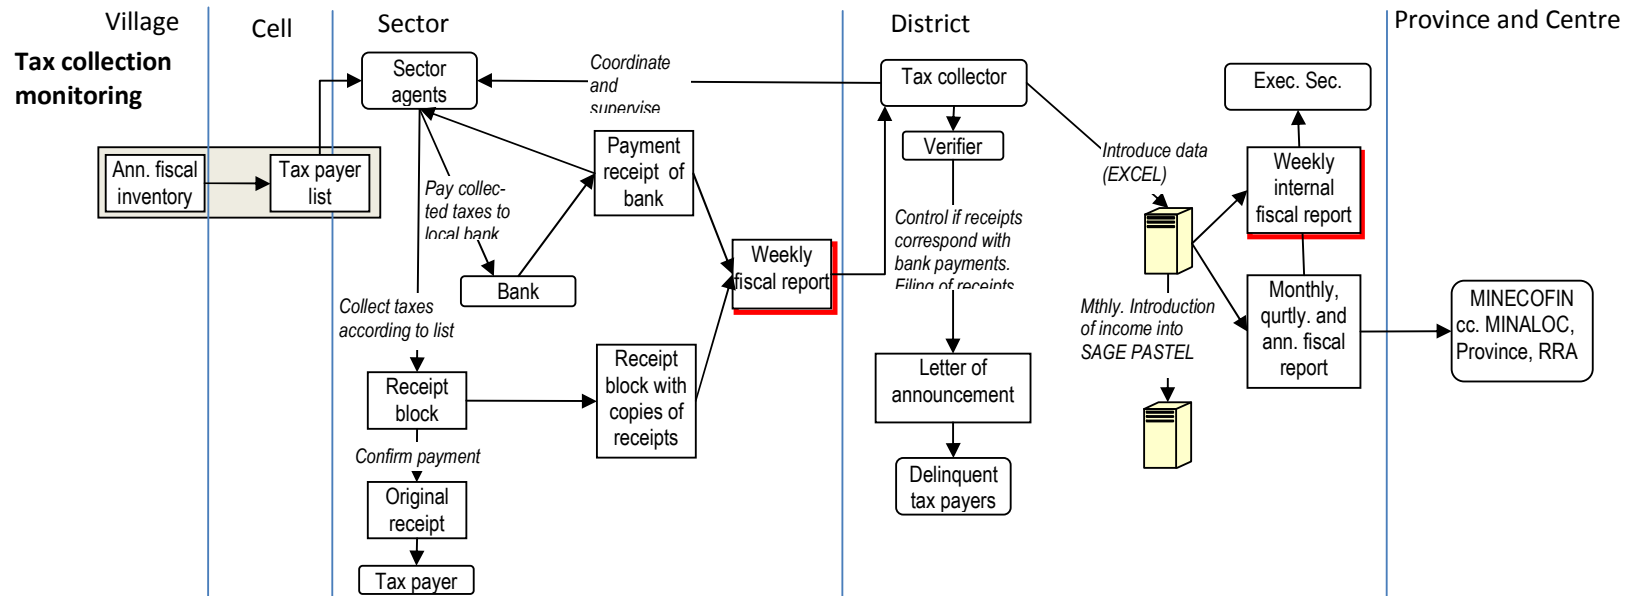 Village
Cell
Sector
District
Province and Centre
Tax collection
monitoring
Ann. fiscal
inventory
Tax payer
list
Sector
agents
Coordinate
and
supervise
Pay collec-
ted taxes to
local bank
Payment
receipt of
bank
Bank
Weekly
fiscal report
Collect taxes
according to list
Receipt
block
Receipt
block with
copies of
receipts
Confirm payment
Original
receipt
Tax payer
Tax collector
Verifier
Control if receipts
correspond with
bank payments.
Filing of receipts
Letter of
announcement
Delinquent
tax payers
Introduce data
(EXCEL)
Mthly. Introduction
of income into
SAGE PASTEL
Exec. Sec.
Weekly
internal
fiscal report
Monthly,
qurtly. and
ann. fiscal
report
MINECOFIN
cc. MINALOC,
Province, RRA